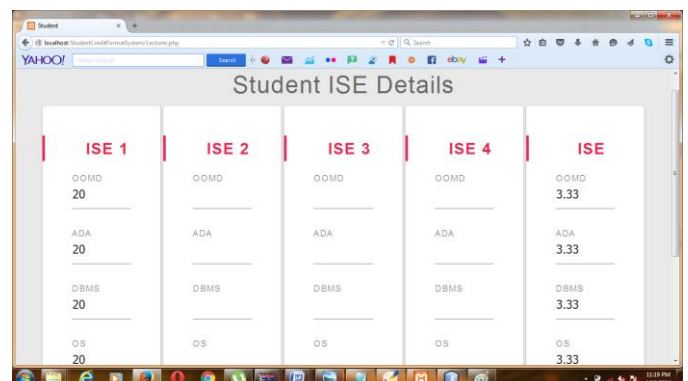 Student
localhost/StudentCreditFormatSystem/Lecturer.php
Search
YAHOO!
Search
ebay
Student ISE Details
ISE 1 ISE 2 ISE 3 ISE 4 ISE
OOMD OOMD OOMD OOMD OOMD
20 3.33
ADA ADA ADA ADA ADA
20 3.33
DBMS DBMS DBMS DBMS DBMS
20 3.33
OS OS OS OS OS
20 3.33
11:19 PM